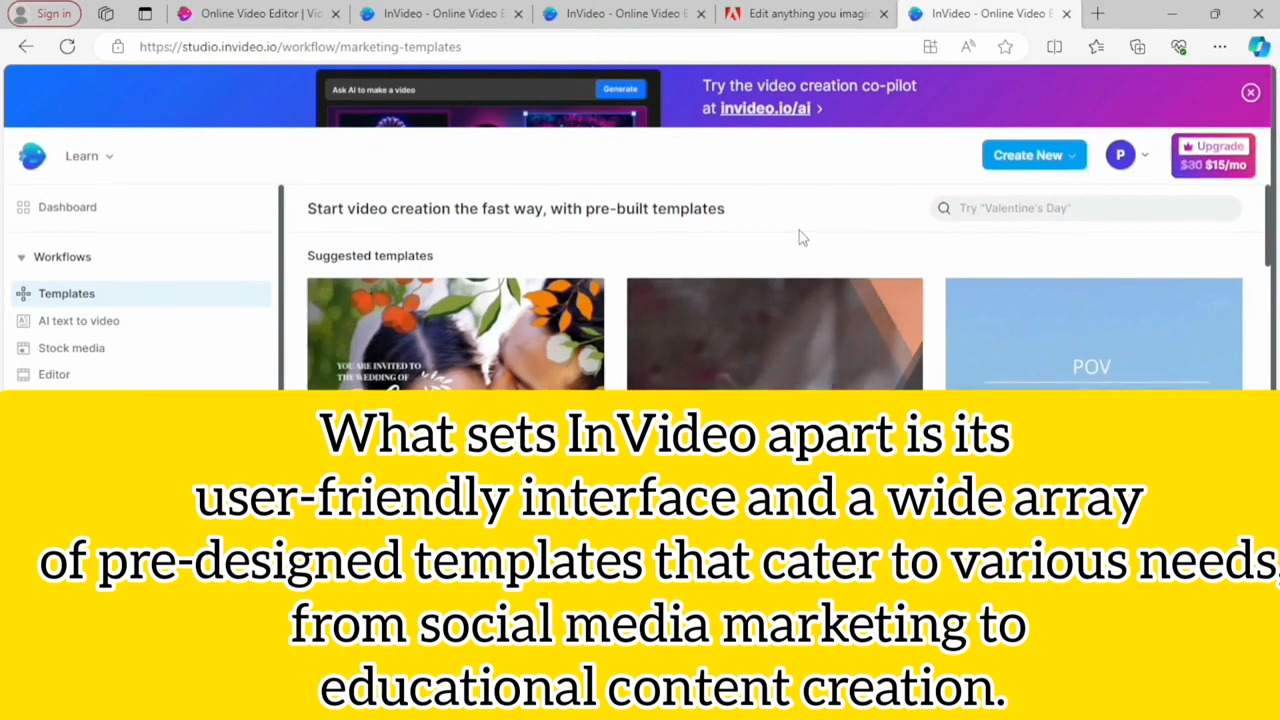 Sign in
Online Video Editor | Vid
InVideo - Online Video E
InVideo - Online Video E
Edit anything you imagin
InVideo - Online Video E
https://studio.invideo.io/workflow/marketing-templates
Ask AI to make a video
Generate
Try the video creation co-pilot
at invideo.io/ai >
Learn
Create New
P
Upgrade
$30 $15/mo
Dashboard
Start video creation the fast way, with pre-built templates
Try "Valentine's Day"
Workflows
Suggested templates
Templates
AI text to video
Stock media
Editor
YOU ARE INVITED TO
THE WEDDING OF
POV
What sets InVideo apart is its
user-friendly interface and a wide array
of pre-designed templates that cater to various needs,
from social media marketing to
educational content creation.